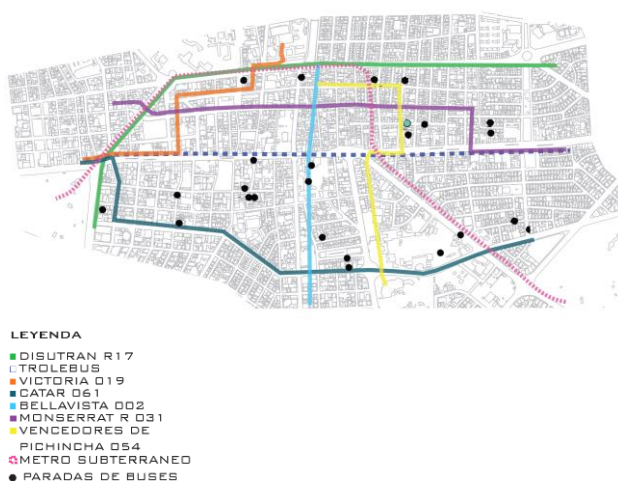 LEYENDA
DISUTRAN R17
TROLEBUS
VICTORIA 019
CATAR 061
BELLAVISTA 002
MONSERRAT R 031
VENCEDORES DE
PICHINCHA 054
METRO SUBTERRANEO
PARADAS DE BUSES